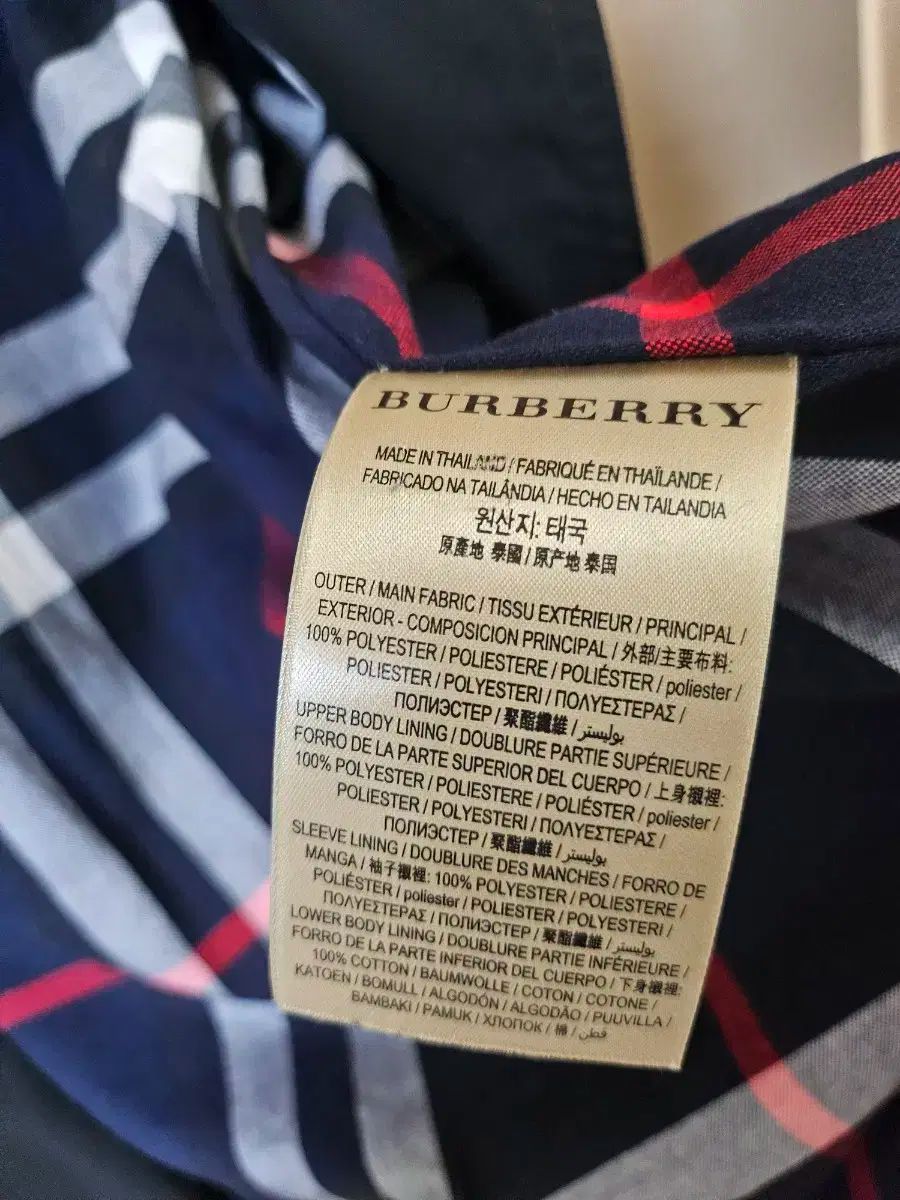 BURBERRY
MADE IN THAILAND / FABRIQUÉ EN THAÏLANDE /
FABRICADO NA TAILÂNDIA / HECHO EN TAILANDIA
원산지: 태국
原產地 泰國 / 原产地 泰国
OUTER / MAIN FABRIC / TISSU EXTÉRIEUR / PRINCIPAL /
EXTERIOR - COMPOSICION PRINCIPAL / 外部/主要布料:
100% POLYESTER / POLIESTERE / POLIÉSTER / poliester /
POLIESTER / POLYESTERI / ΠΟΛΥΕΣΤΕΡΑΣ /
ПОЛИЭСТЕР / 聚酯纖維 / بوليستر
UPPER BODY LINING / DOUBLURE PARTIE SUPÉRIEURE /
FORRO DE LA PARTE SUPERIOR DEL CUERPO / 上身襯裡:
100% POLYESTER / POLIESTERE / POLIÉSTER / poliester /
POLIESTER / POLYESTERI / ΠΟΛΥΕΣΤΕΡΑΣ /
ПОЛИЭСТЕР / 聚酯纖維 / بوليستر
SLEEVE LINING / DOUBLURE DES MANCHES / FORRO DE
MANGA / 袖子襯裡: 100% POLYESTER / POLIESTERE /
POLIÉSTER / poliester / POLIESTER / POLYESTERI /
ΠΟΛΥΕΣΤΕΡΑΣ / ПОЛИЭСТЕР / 聚酯纖維 / بوليستر
LOWER BODY LINING / DOUBLURE PARTIE INFÉRIEURE /
FORRO DE LA PARTE INFERIOR DEL CUERPO / 下身襯裡:
100% COTTON / BAUMWOLLE / COTON / COTONE /
KATOEN / BOMULL / ALGODÓN / ALGODÃO / PUUVILLA /
BAMBAKI / PAMUK / ХЛОПОК / 棉 / قطن